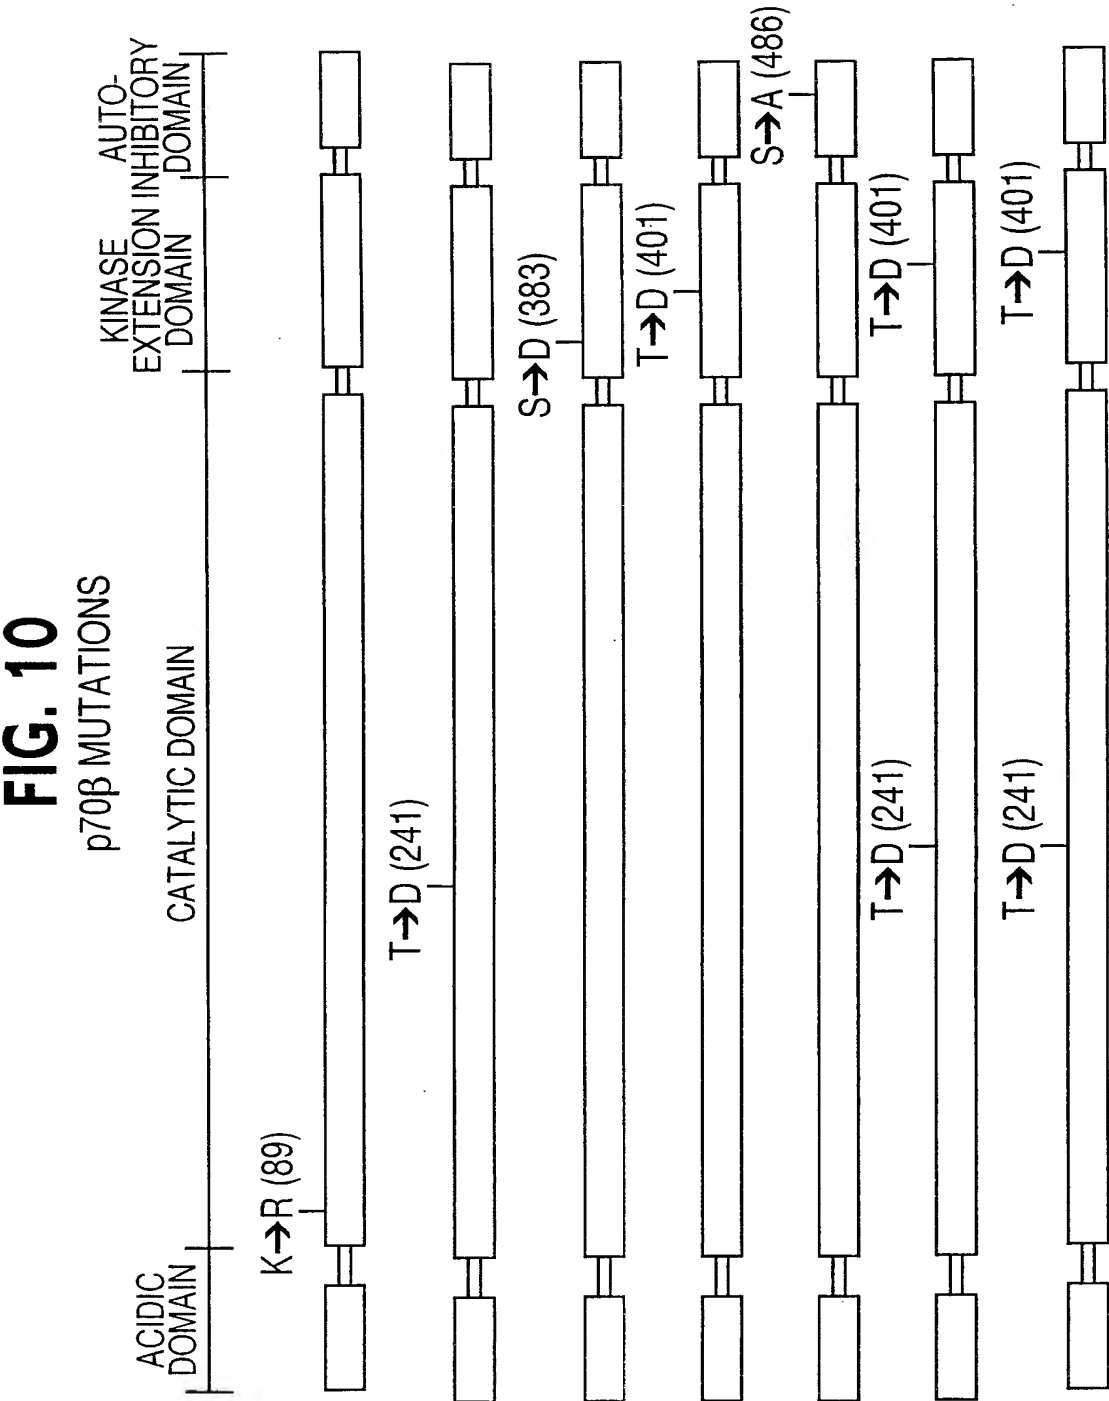 FIG. 10
p70β MUTATIONS
ACIDIC
DOMAIN
CATALYTIC DOMAIN
KINASE
EXTENSION
DOMAIN
AUTO-
INHIBITORY
DOMAIN
K→R (89)
T→D (241)
S→D (383)
T→D (401)
S→A (486)
T→D (241)
T→D (401)
T→D (241)
T→D (401)